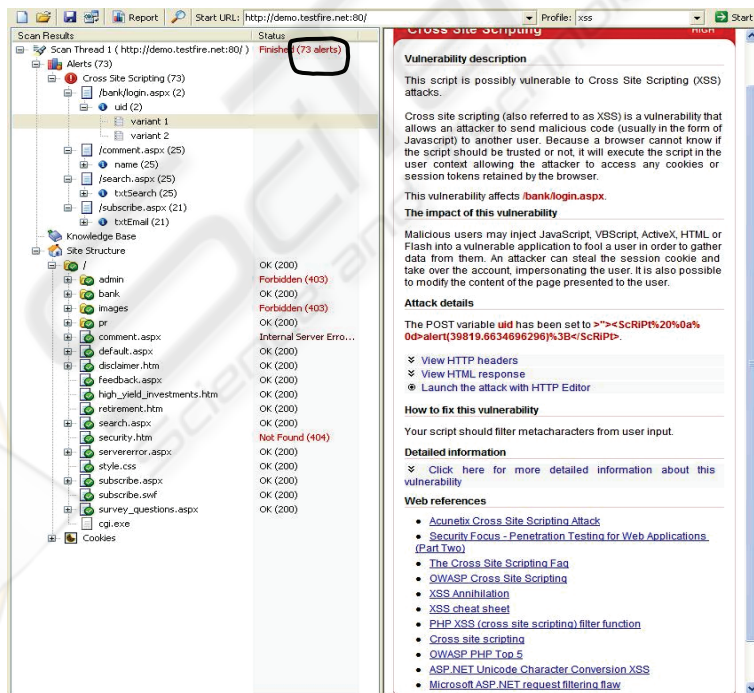 Report Start URL: http://demo.testfire.net:80/ Profile: xss Start
Scan Results Status
Scan Thread 1 ( http://demo.testfire.net:80/ ) Finished (73 alerts)
Alerts (73)
Cross Site Scripting (73)
/bank/login.aspx (2)
uid (2)
variant 1
variant 2
/comment.aspx (25)
name (25)
/search.aspx (25)
txtSearch (25)
/subscribe.aspx (21)
txtEmail (21)
Knowledge Base
Site Structure
/ OK (200)
admin Forbidden (403)
bank OK (200)
images Forbidden (403)
pr OK (200)
comment.aspx Internal Server Erro...
default.aspx OK (200)
disclaimer.htm OK (200)
feedback.aspx OK (200)
high_yield_investments.htm OK (200)
retirement.htm OK (200)
search.aspx OK (200)
security.htm Not Found (404)
servererror.aspx OK (200)
style.css OK (200)
subscribe.aspx OK (200)
subscribe.swf OK (200)
survey_questions.aspx OK (200)
cgi.exe
Cookies
Cross Site Scripting HIGH
Vulnerability description
This script is possibly vulnerable to Cross Site Scripting (XSS)
attacks.
Cross site scripting (also referred to as XSS) is a vulnerability that
allows an attacker to send malicious code (usually in the form of
Javascript) to another user. Because a browser cannot know if
the script should be trusted or not, it will execute the script in the
user context allowing the attacker to access any cookies or
session tokens retained by the browser.
This vulnerability affects /bank/login.aspx.
The impact of this vulnerability
Malicious users may inject JavaScript, VBScript, ActiveX, HTML or
Flash into a vulnerable application to fool a user in order to gather
data from them. An attacker can steal the session cookie and
take over the account, impersonating the user. It is also possible
to modify the content of the page presented to the user.
Attack details
The POST variable uid has been set to >"><ScRiPt%20%0a%
0d>alert(39819.6634696296)%3B</ScRiPt>.
View HTTP headers
View HTML response
Launch the attack with HTTP Editor
How to fix this vulnerability
Your script should filter metacharacters from user input.
Detailed information
Click here for more detailed information about this
vulnerability
Web references
Acunetix Cross Site Scripting Attack
Security Focus - Penetration Testing for Web Applications
(Part Two)
The Cross Site Scripting Faq
OWASP Cross Site Scripting
XSS Annihilation
XSS cheat sheet
PHP XSS (cross site scripting) filter function
Cross site scripting
OWASP PHP Top 5
ASP.NET Unicode Character Conversion XSS
Microsoft ASP.NET request filtering flaw